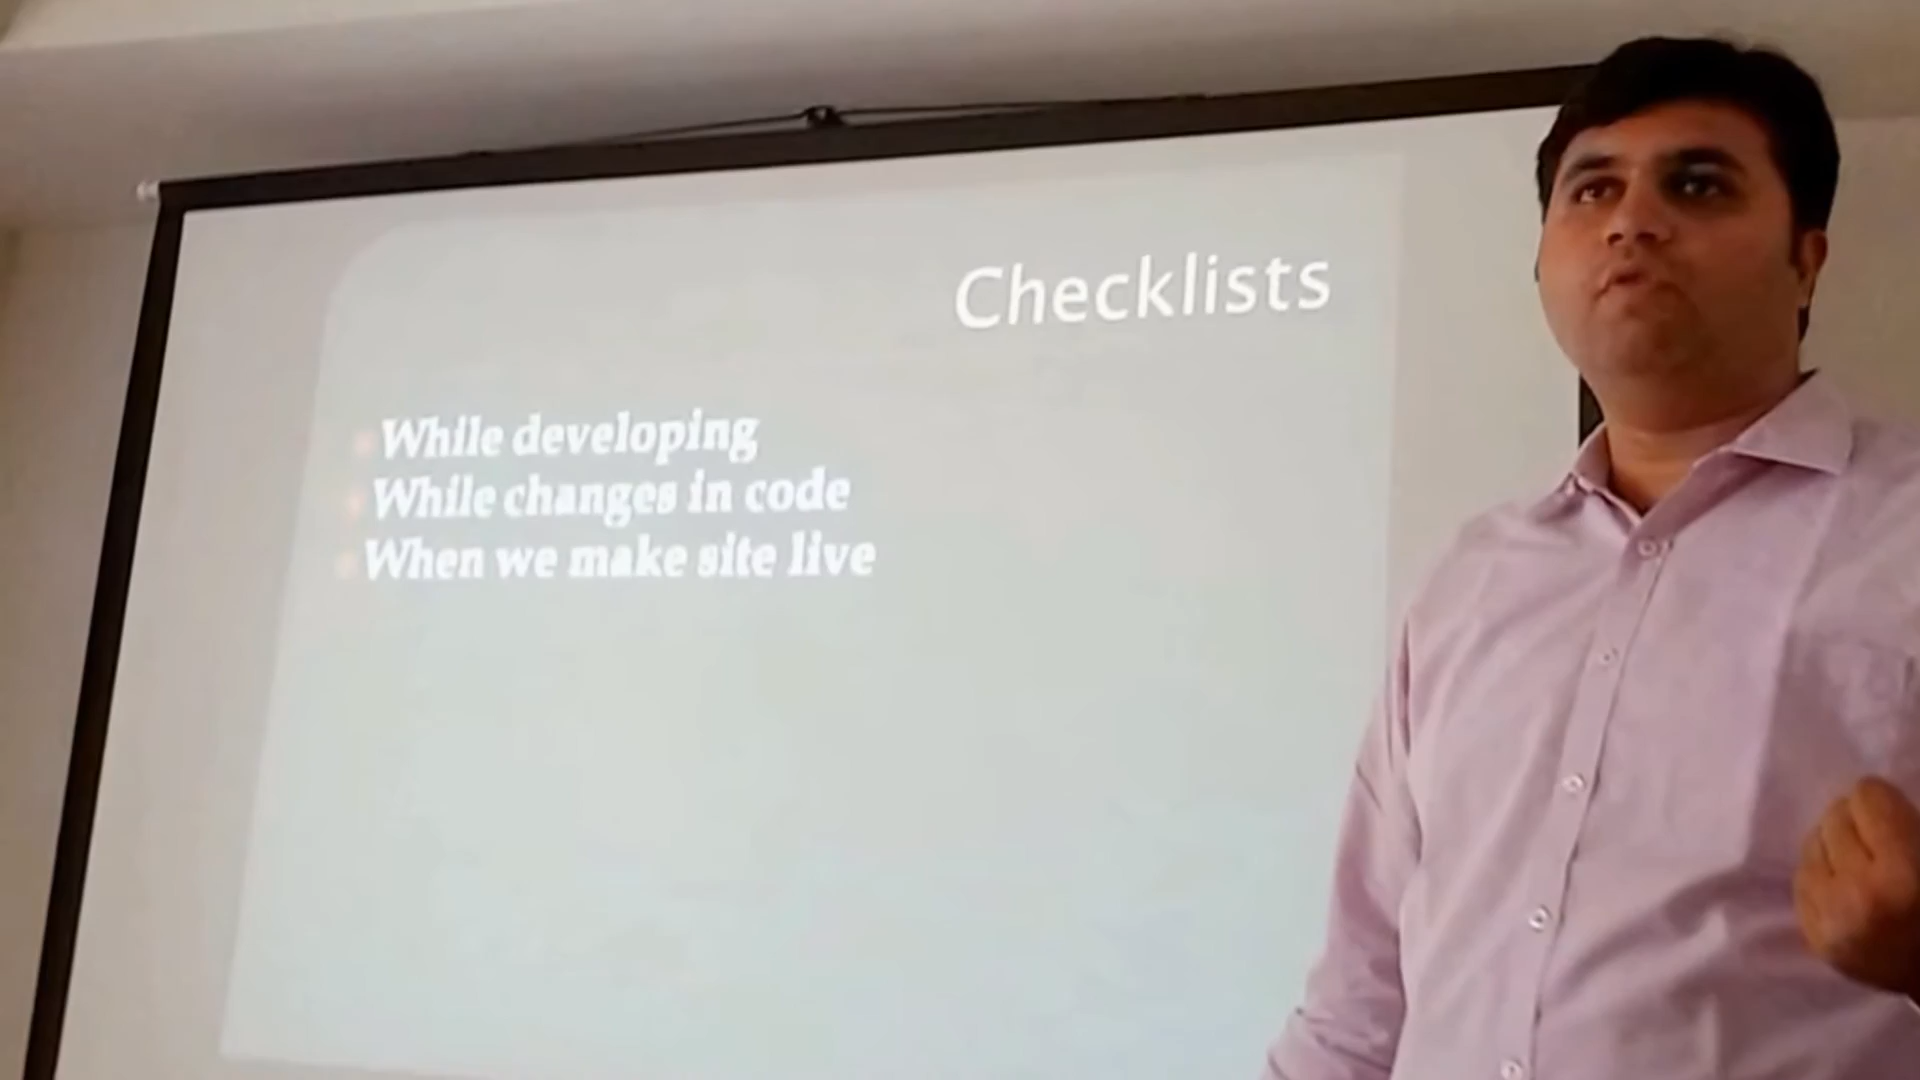 Checklists
While developing
While changes in code
When we make site live